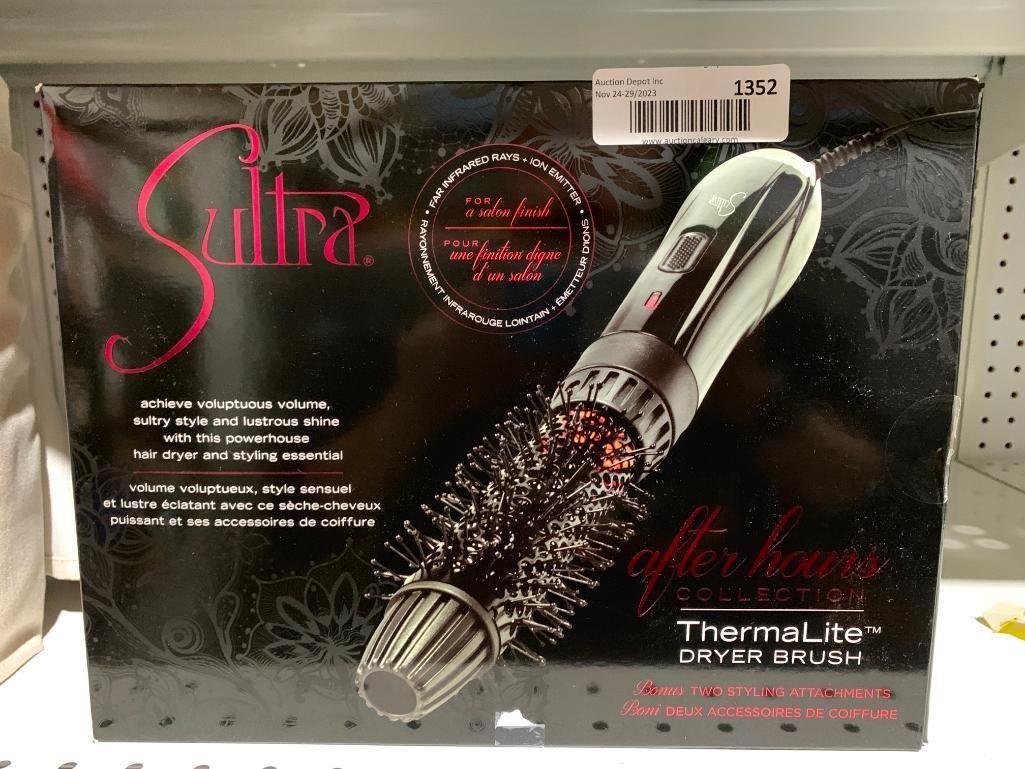 Auction Depot Inc
Nov 24-29/2023
1352
www.auctioncalgary.com
Sultra®
• FAR INFRARED RAYS + ION EMITTER •
FOR
a salon finish
POUR
une finition digne
d'un salon
RAYONNEMENT INFRAROUGE LOINTAIN + ÉMETTEUR D'IONS
Sultra
achieve voluptuous volume,
sultry style and lustrous shine
with this powerhouse
hair dryer and styling essential
volume voluptueux, style sensuel
et lustre éclatant avec ce sèche-cheveux
puissant et ses accessoires de coiffure
after hours
COLLECTION
ThermaLite™
DRYER BRUSH
Bonus TWO STYLING ATTACHMENTS
Boni DEUX ACCESSOIRES DE COIFFURE